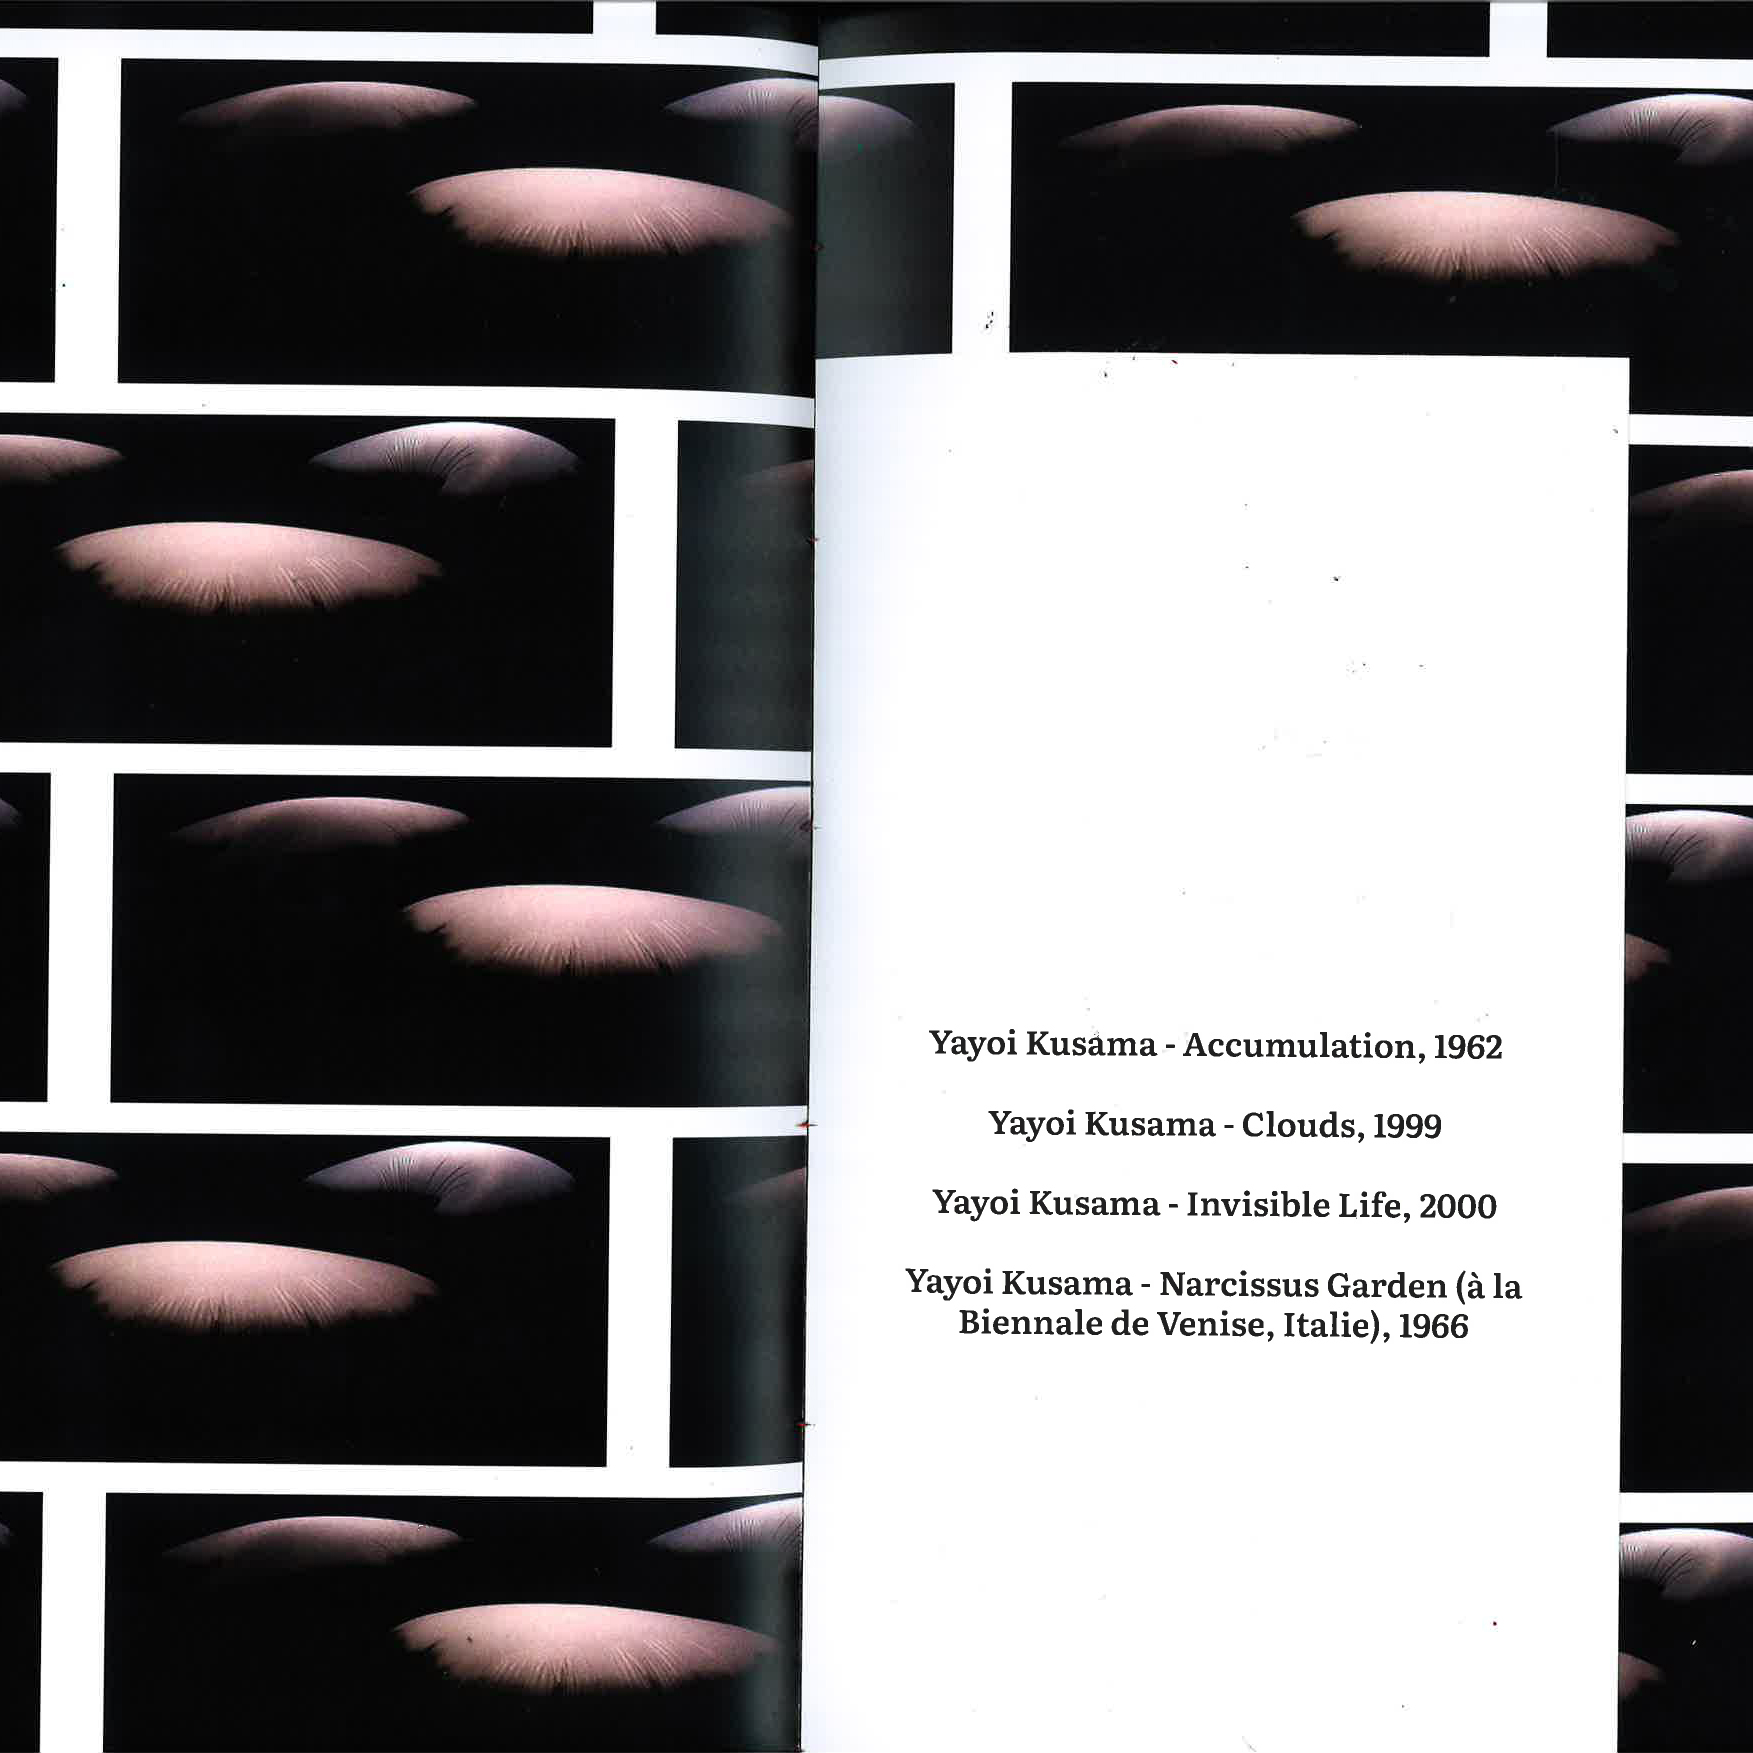 Yayoi Kusama - Accumulation, 1962
Yayoi Kusama - Clouds, 1999
Yayoi Kusama - Invisible Life, 2000
Yayoi Kusama - Narcissus Garden (à la
Biennale de Venise, Italie), 1966